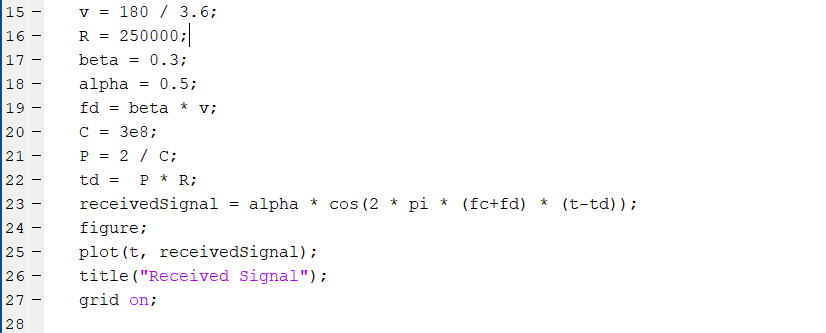 15 – v = 180 / 3.6;
16 – R = 250000;
17 – beta = 0.3;
18 – alpha = 0.5;
19 – fd = beta * v;
20 – C = 3e8;
21 – P = 2 / C;
22 – td =  P * R;
23 – receivedSignal = alpha * cos(2 * pi * (fc+fd) * (t-td));
24 – figure;
25 – plot(t, receivedSignal);
26 – title("Received Signal");
27 – grid on;
28